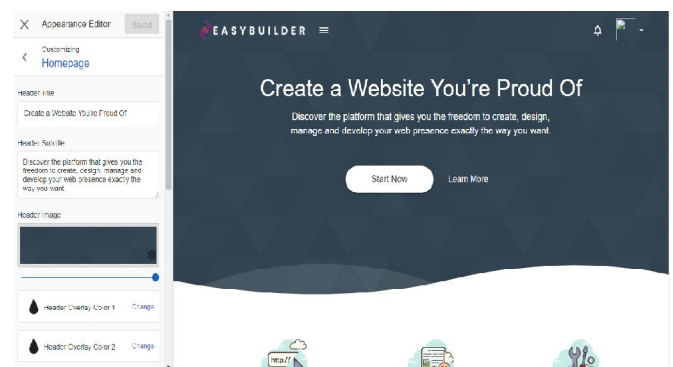 Appearance Editor
Saved
Customizing
Homepage
Header Title
Create a Website You're Proud Of
Header Subtitle
Discover the platform that gives you the
freedom to create, design, manage and
develop your web presence exactly the
way you want.
Header Image
Header Overlay Color 1
Change
Header Overlay Color 2
Change
EASYBUILDER
Create a Website You're Proud Of
Discover the platform that gives you the freedom to create, design,
manage and develop your web presence exactly the way you want.
Start Now
Learn More
http://